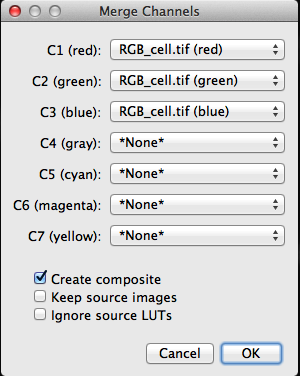 Merge Channels
C1 (red): RGB_cell.tif (red)
C2 (green): RGB_cell.tif (green)
C3 (blue): RGB_cell.tif (blue)
C4 (gray): *None*
C5 (cyan): *None*
C6 (magenta): *None*
C7 (yellow): *None*
Create composite
Keep source images
Ignore source LUTs
Cancel OK